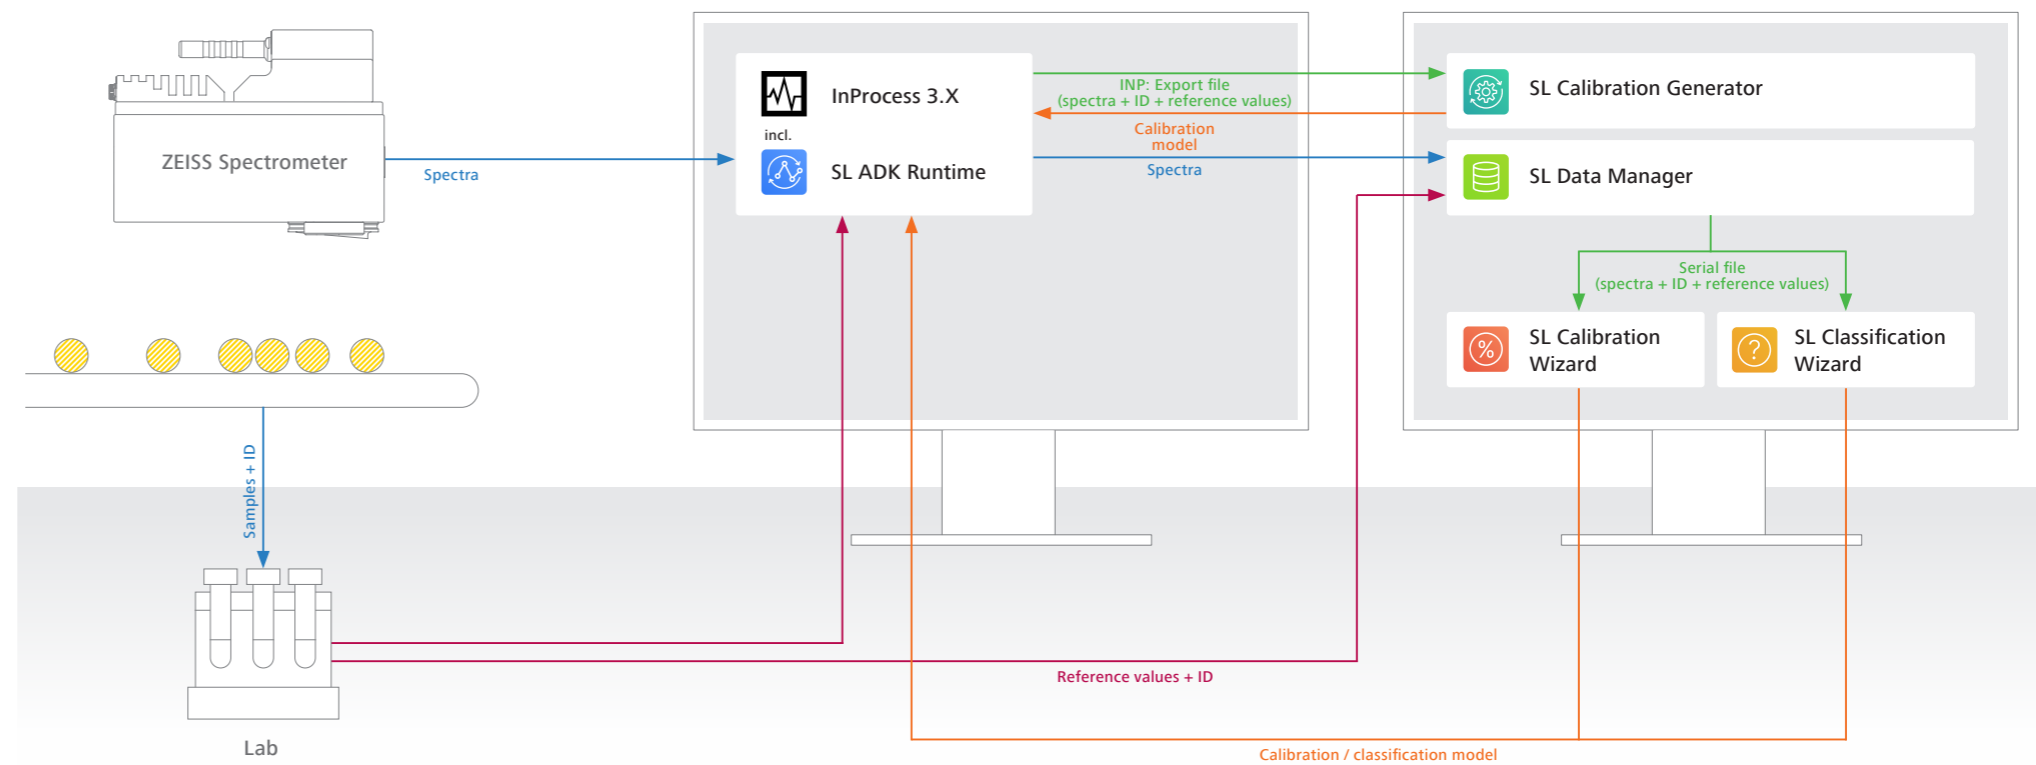 ZEISS Spectrometer
Spectra
InProcess 3.X
incl.
SL ADK Runtime
INP: Export file
(spectra + ID + reference values)
Calibration
model
Spectra
SL Calibration Generator
SL Data Manager
Serial file
(spectra + ID + reference values)
SL Calibration
Wizard
SL Classification
Wizard
Samples + ID
Lab
Reference values + ID
Calibration / classification model